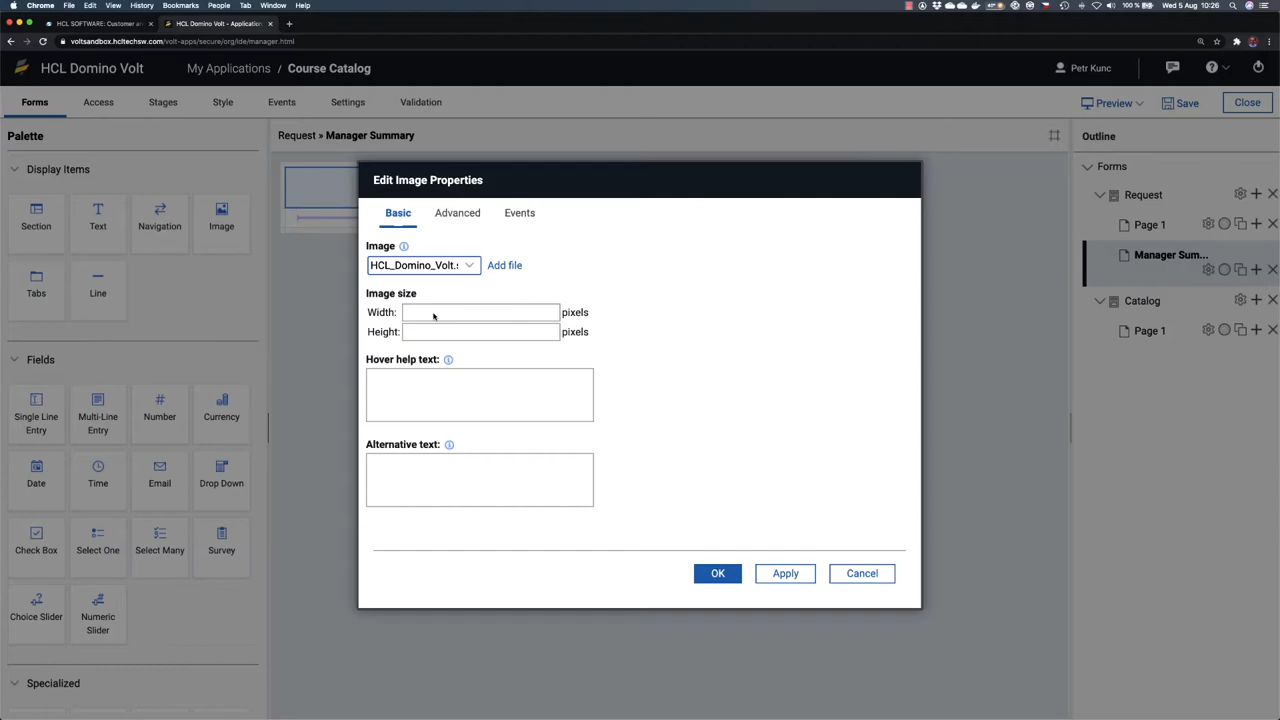 Chrome File Edit View History Bookmarks People Tab Window Help 100 % Wed 5 Aug 10:26
HCL SOFTWARE: Customer an × HCL Domino Volt - Application × +
voltsandbox.hcltechsw.com/volt-apps/secure/org/ide/manager.html
HCL Domino Volt My Applications / Course Catalog Petr Kunc
Forms Access Stages Style Events Settings Validation Preview Save Close
Palette
Request » Manager Summary
Outline
Display Items
Section Text Navigation Image
Tabs Line
Fields
Single Line Entry
Multi-Line Entry
Number
Currency
Date Time Email Drop Down
Check Box Select One Select Many Survey
Choice Slider
Numeric Slider
Specialized
Edit Image Properties
Basic Advanced Events
Image
HCL_Domino_Volt. Add file
Image size
Width: pixels
Height: pixels
Hover help text:
Alternative text:
OK Apply Cancel
Forms
Request
Page 1
Manager Sum...
Catalog
Page 1